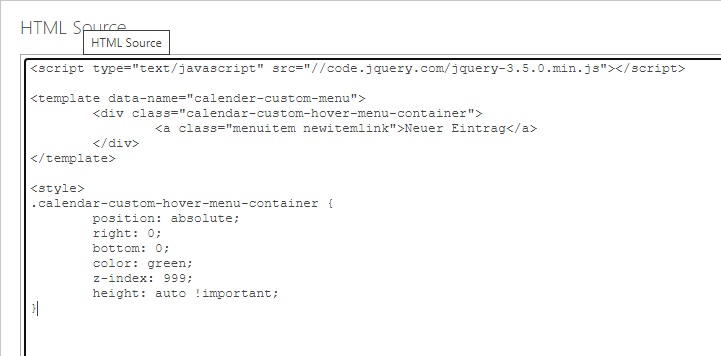 HTML Source
HTML Source
<script type="text/javascript" src="//code.jquery.com/jquery-3.5.0.min.js"></script>
<template data-name="calender-custom-menu">
<div class="calendar-custom-hover-menu-container">
<a class="menuitem newitemlink">Neuer Eintrag</a>
</div>
</template>
<style>
.calendar-custom-hover-menu-container {
position: absolute;
right: 0;
bottom: 0;
color: green;
z-index: 999;
height: auto !important;
}